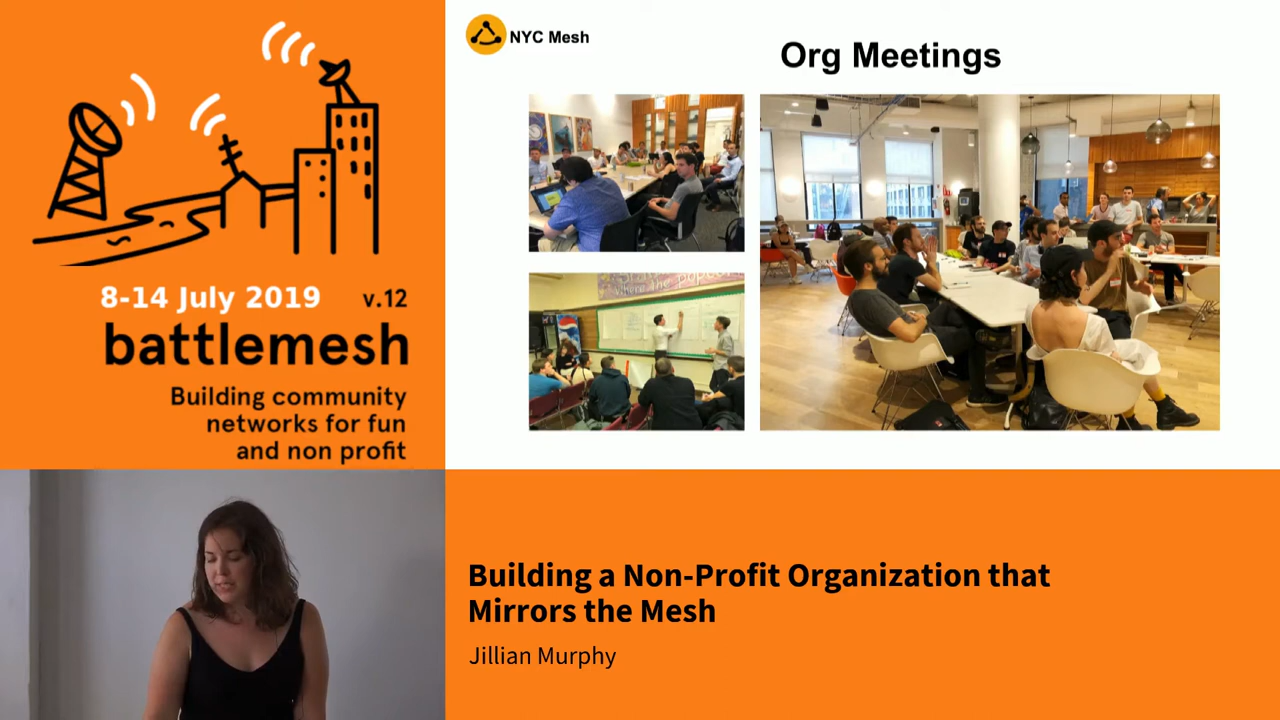 8-14 July 2019 v.12
battlemesh
Building community
networks for fun
and non profit
NYC Mesh
Org Meetings
Building a Non-Profit Organization that
Mirrors the Mesh
Jillian Murphy